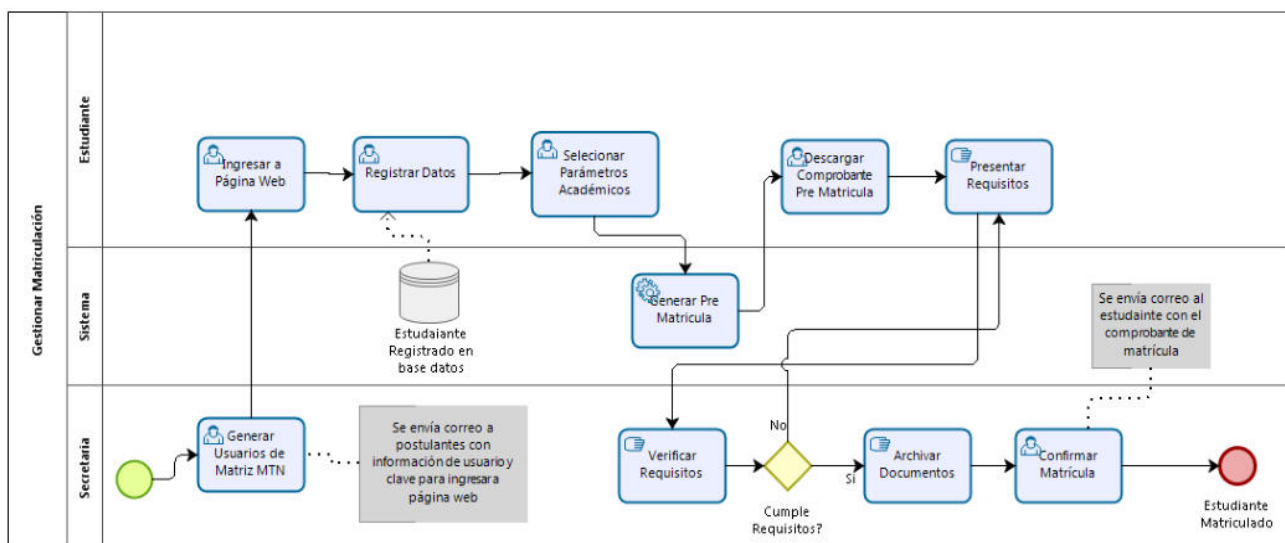 Gestionar Matriculación
Estudiante
Ingresar a
Página Web
Registrar Datos
Selecionar
Parámetros
Académicos
Descargar
Comprobante
Pre Matricula
Presentar
Requisitos
Sistema
Estudaiante
Registrado en
base datos
Generar Pre
Matricula
Se envía correo al
estudainte con el
comprobante de
matrícula
Secretaria
Generar
Usuarios de
Matriz MTN
Se envía correo a
postulantes con
información de usuario y
clave para ingresar a
página web
Verificar
Requisitos
No
Cumple
Requisitos?
Sí
Archivar
Documentos
Confirmar
Matrícula
Estudiante
Matriculado